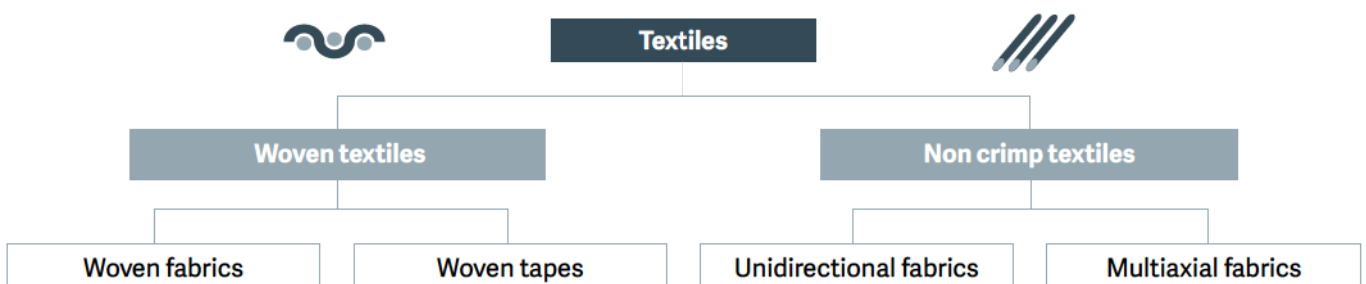 Textiles
Woven textiles
Non crimp textiles
Woven fabrics
Woven tapes
Unidirectional fabrics
Multiaxial fabrics